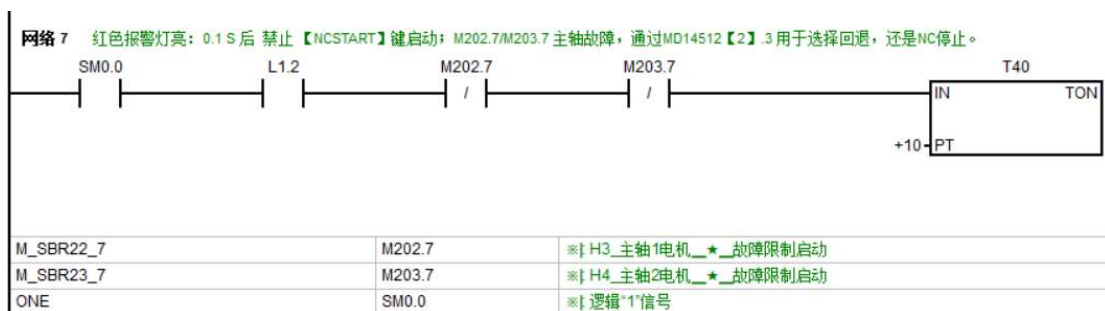 网络 7 红色报警灯亮：0.1 S 后 禁止 【NCSTART】键启动；M202.7/M203.7 主轴故障，通过MD14512【2】.3 用于选择回退，还是NC停止。
SM0.0 L1.2 M202.7 M203.7 T40
/ / IN TON
+10 PT
M_SBR22_7 M202.7 ※[ H3_主轴1电机__★__故障限制启动
M_SBR23_7 M203.7 ※[ H4_主轴2电机__★__故障限制启动
ONE SM0.0 ※[ 逻辑“1”信号